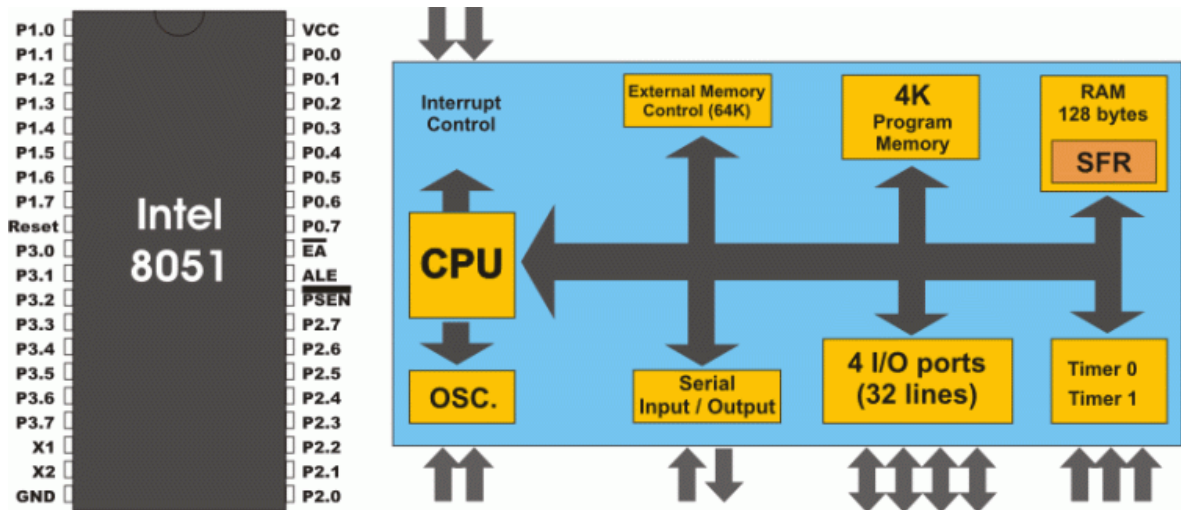 P1.0
P1.1
P1.2
P1.3
P1.4
P1.5
P1.6
P1.7
Reset
P3.0
P3.1
P3.2
P3.3
P3.4
P3.5
P3.6
P3.7
X1
X2
GND
Intel
8051
VCC
P0.0
P0.1
P0.2
P0.3
P0.4
P0.5
P0.6
P0.7
EA
ALE
PSEN
P2.7
P2.6
P2.5
P2.4
P2.3
P2.2
P2.1
P2.0
Interrupt
Control
External Memory
Control (64K)
4K
Program
Memory
RAM
128 bytes
SFR
CPU
OSC.
Serial
Input / Output
4 I/O ports
(32 lines)
Timer 0
Timer 1